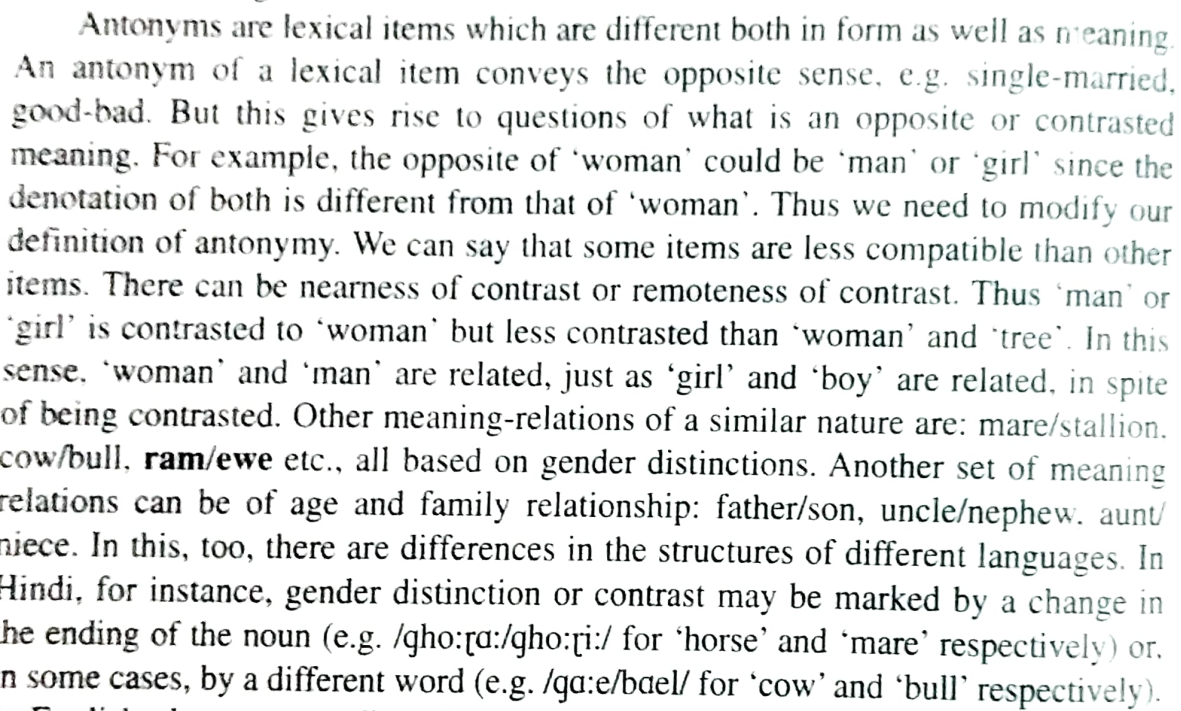 Antonyms are lexical items which are different both in form as well as meaning.
An antonym of a lexical item conveys the opposite sense, e.g. single-married,
good-bad. But this gives rise to questions of what is an opposite or contrasted
meaning. For example, the opposite of ‘woman’ could be ‘man’ or ‘girl’ since the
denotation of both is different from that of ‘woman’. Thus we need to modify our
definition of antonymy. We can say that some items are less compatible than other
items. There can be nearness of contrast or remoteness of contrast. Thus ‘man’ or
‘girl’ is contrasted to ‘woman’ but less contrasted than ‘woman’ and ‘tree’. In this
sense, ‘woman’ and ‘man’ are related, just as ‘girl’ and ‘boy’ are related, in spite
of being contrasted. Other meaning-relations of a similar nature are: mare/stallion.
cow/bull, ram/ewe etc., all based on gender distinctions. Another set of meaning
relations can be of age and family relationship: father/son, uncle/nephew. aunt/
niece. In this, too, there are differences in the structures of different languages. In
Hindi, for instance, gender distinction or contrast may be marked by a change in
he ending of the noun (e.g. /gho:ɽɑ:/gho:ɽi:/ for ‘horse’ and ‘mare’ respectively) or,
n some cases, by a different word (e.g. /gɑ:e/bɑel/ for ‘cow’ and ‘bull’ respectively).